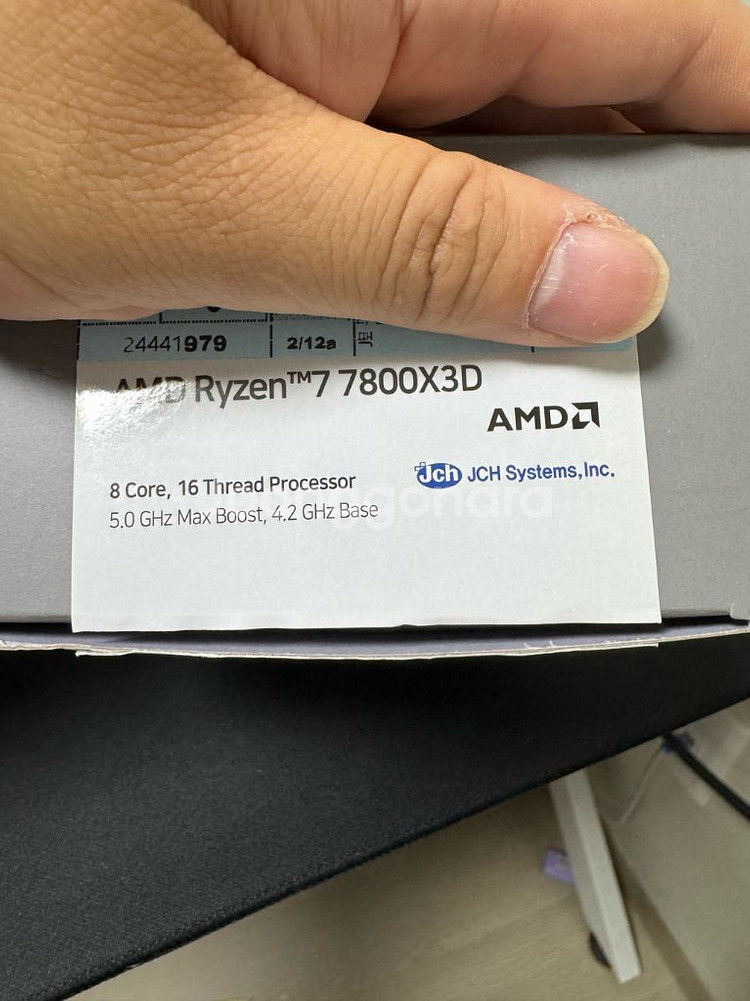 24441979
2/12a
AMD Ryzen™7 7800X3D
AMD
Jch JCH Systems,Inc.
8 Core, 16 Thread Processor
5.0 GHz Max Boost, 4.2 GHz Base